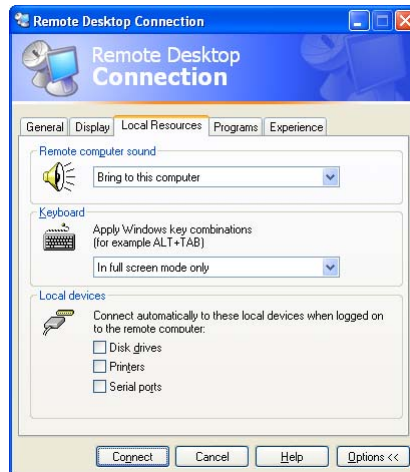 Remote Desktop Connection
Remote Desktop
Connection
General Display Local Resources Programs Experience
Remote computer sound
Bring to this computer
Keyboard
Apply Windows key combinations
(for example ALT+TAB)
In full screen mode only
Local devices
Connect automatically to these local devices when logged on
to the remote computer:
Disk drives
Printers
Serial ports
Connect Cancel Help Options <<